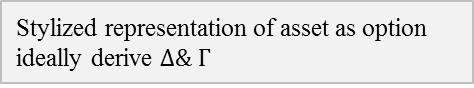 Stylized representation of asset as option
ideally derive Δ& Γ